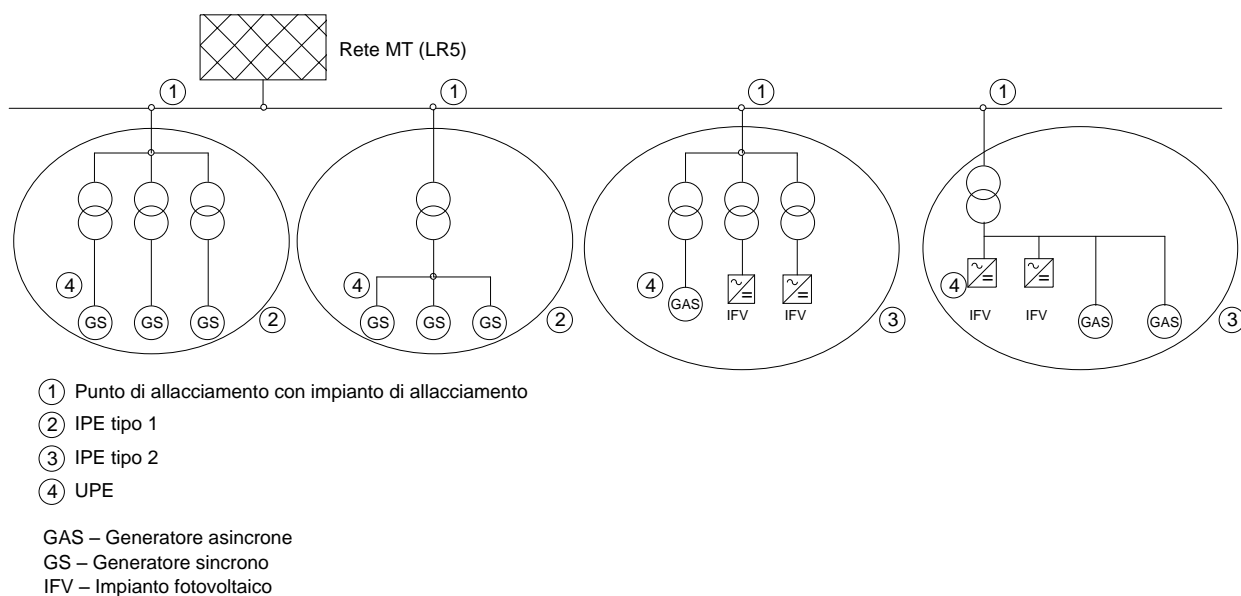 Rete MT (LR5)
1 1 1 1
4 4 4 4
GS GS GS 2
GS GS GS 2
GAS IFV IFV 3
IFV IFV GAS GAS 3
1 Punto di allacciamento con impianto di allacciamento
2 IPE tipo 1
3 IPE tipo 2
4 UPE
GAS – Generatore asincrone
GS – Generatore sincrono
IFV – Impianto fotovoltaico